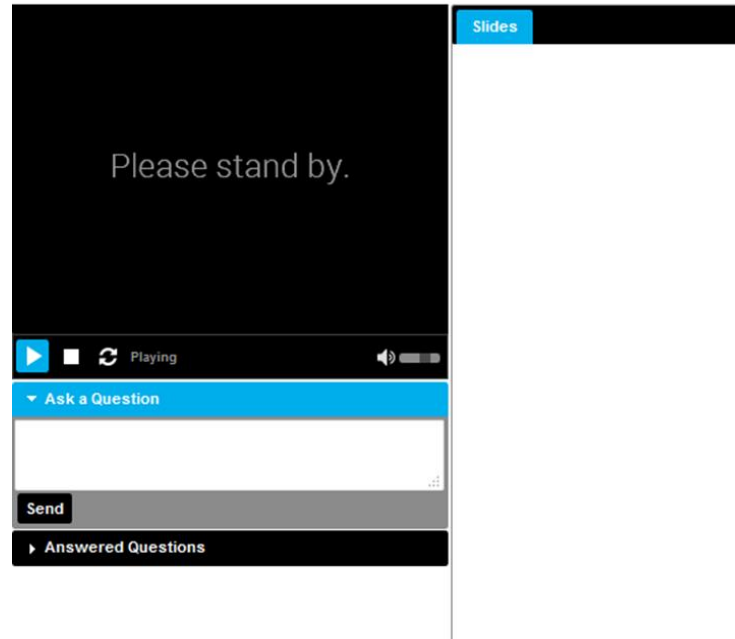 Slides
Please stand by.
Playing
Ask a Question
Send
Answered Questions